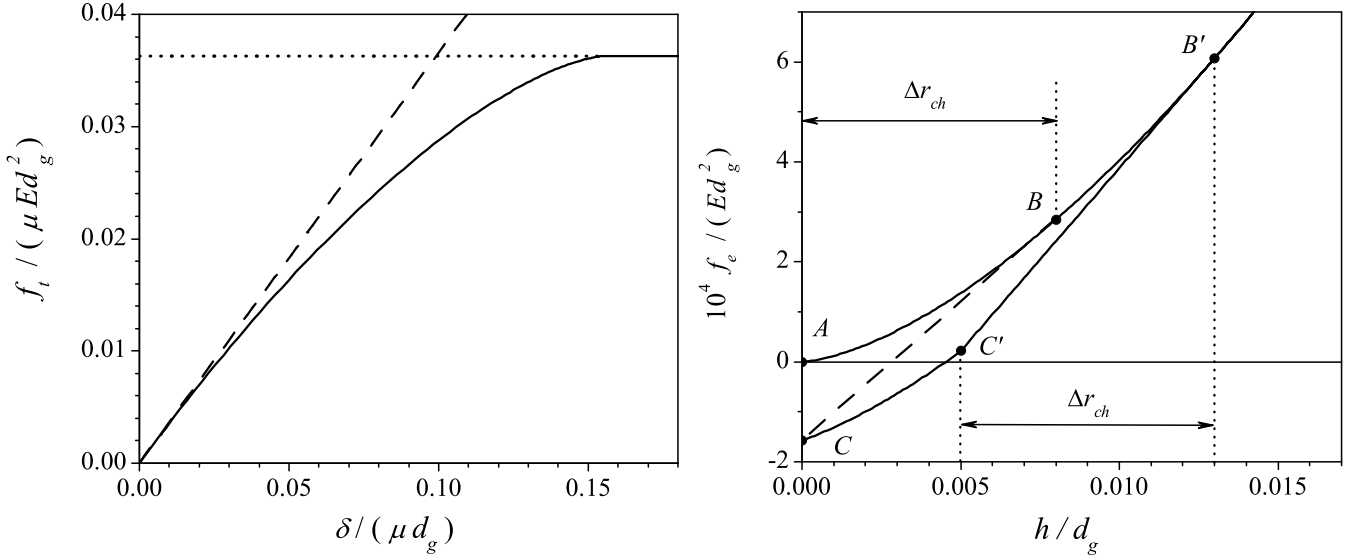 0.04
0.03
0.02
0.01
0.00
0.00
0.05
0.10
0.15
f_t / ( μ E d_g^2 )
δ / ( μ d_g )
6
4
2
0
-2
0.000
0.005
0.010
0.015
10^4 f_e / ( E d_g^2 )
h / d_g
Δr_ch
B′
B
A
C′
Δr_ch
C